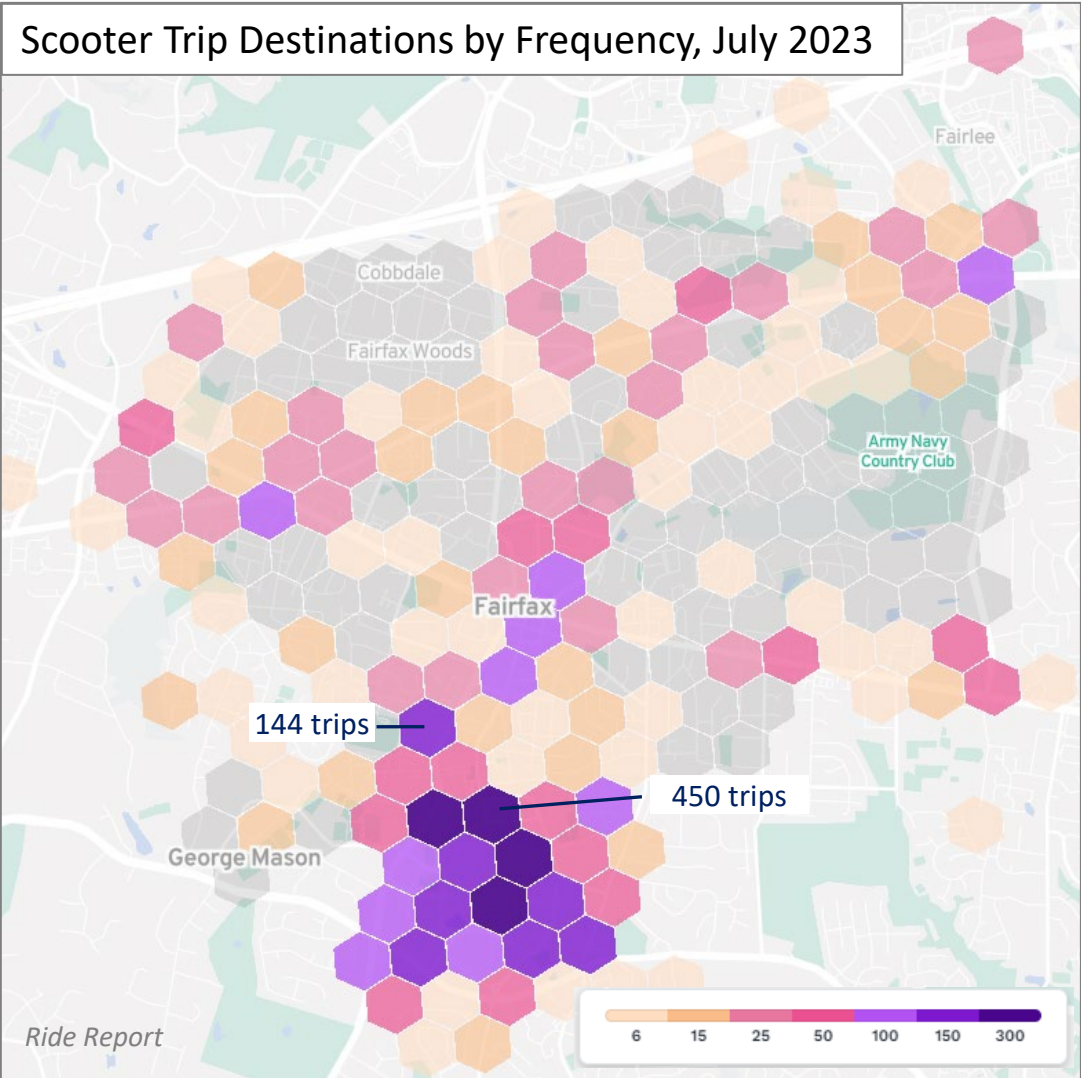 Scooter Trip Destinations by Frequency, July 2023
Fairlee
Cobbdale
Fairfax Woods
Army Navy
Country Club
Fairfax
144 trips
450 trips
George Mason
Ride Report
6 15 25 50 100 150 300